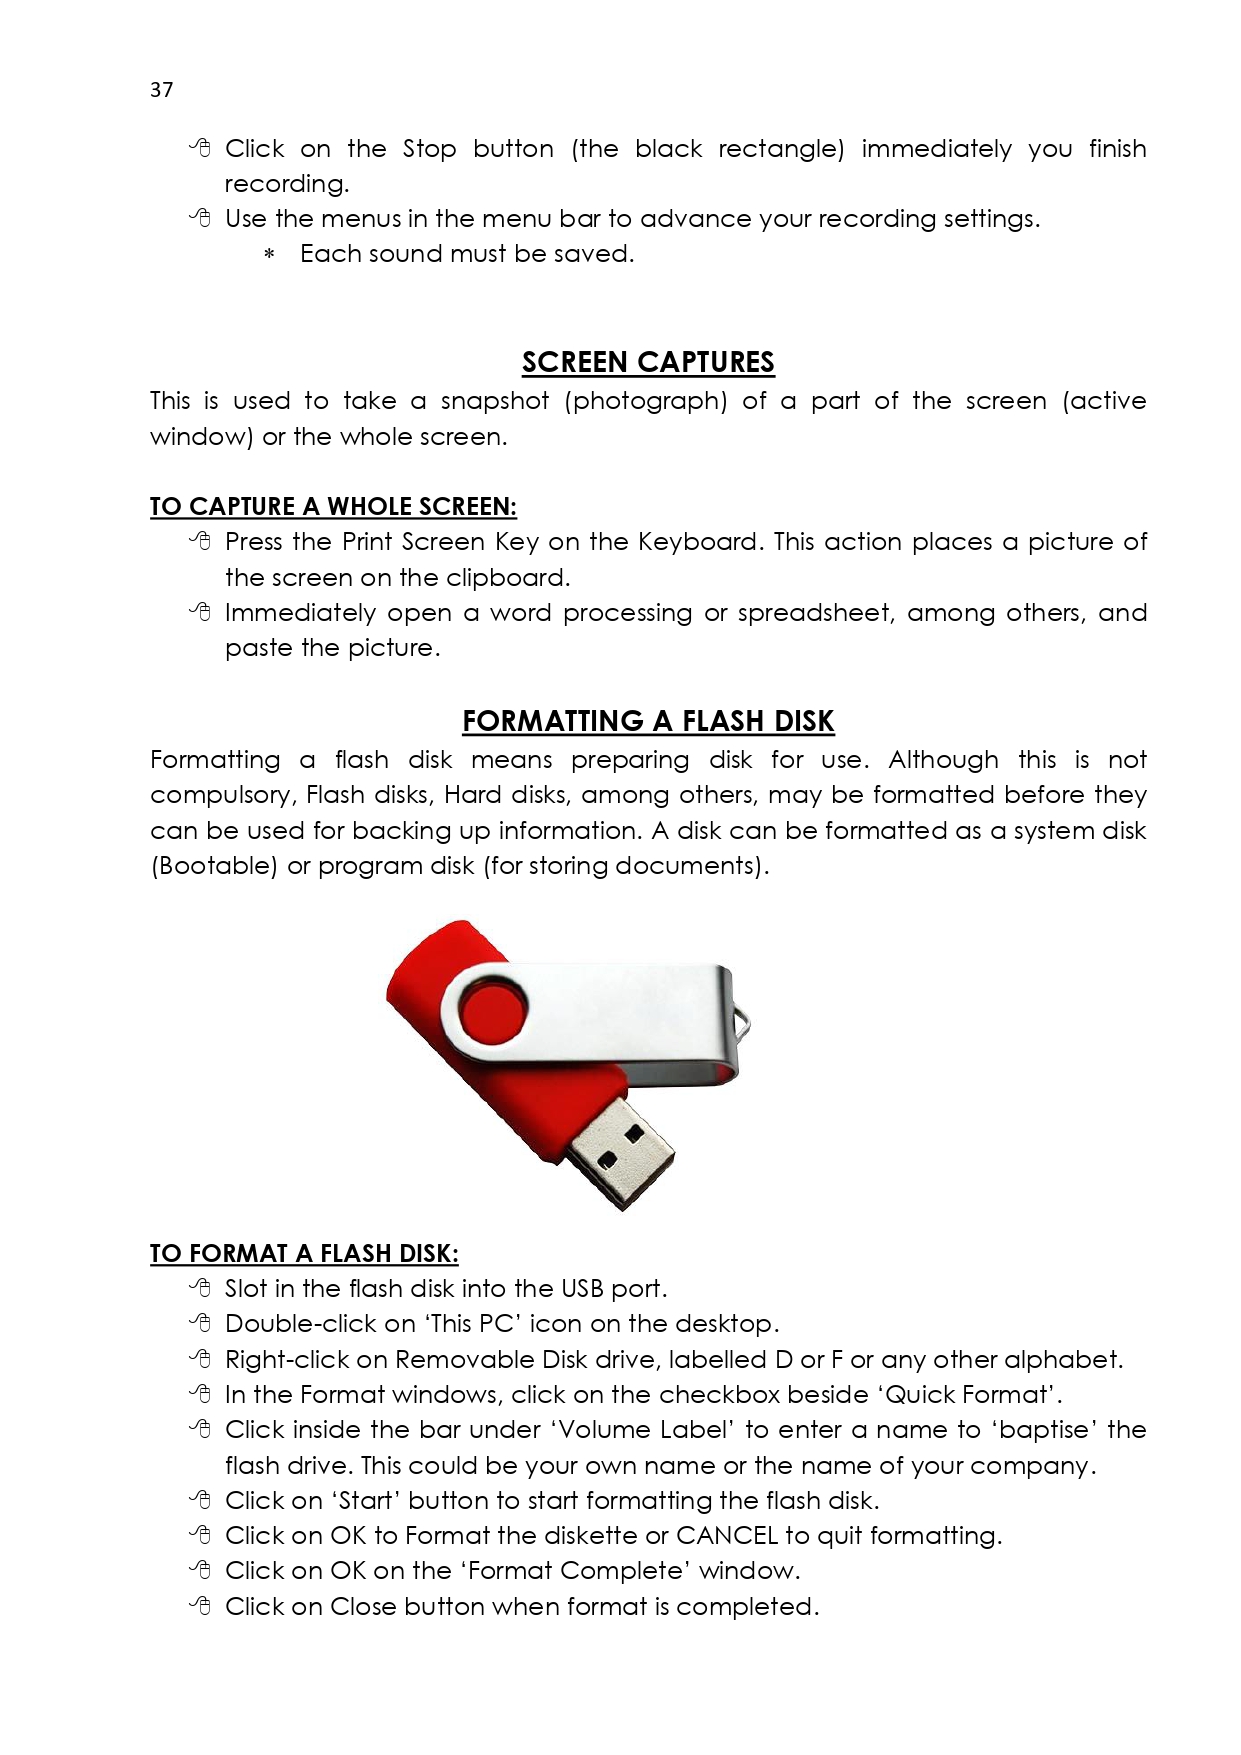 37
Click on the Stop button (the black rectangle) immediately you finish
recording.
Use the menus in the menu bar to advance your recording settings.
* Each sound must be saved.
SCREEN CAPTURES
This is used to take a snapshot (photograph) of a part of the screen (active
window) or the whole screen.
TO CAPTURE A WHOLE SCREEN:
Press the Print Screen Key on the Keyboard. This action places a picture of
the screen on the clipboard.
Immediately open a word processing or spreadsheet, among others, and
paste the picture.
FORMATTING A FLASH DISK
Formatting a flash disk means preparing disk for use. Although this is not
compulsory, Flash disks, Hard disks, among others, may be formatted before they
can be used for backing up information. A disk can be formatted as a system disk
(Bootable) or program disk (for storing documents).
TO FORMAT A FLASH DISK:
Slot in the flash disk into the USB port.
Double-click on ‘This PC’ icon on the desktop.
Right-click on Removable Disk drive, labelled D or F or any other alphabet.
In the Format windows, click on the checkbox beside ‘Quick Format’.
Click inside the bar under ‘Volume Label’ to enter a name to ‘baptise’ the
flash drive. This could be your own name or the name of your company.
Click on ‘Start’ button to start formatting the flash disk.
Click on OK to Format the diskette or CANCEL to quit formatting.
Click on OK on the ‘Format Complete’ window.
Click on Close button when format is completed.